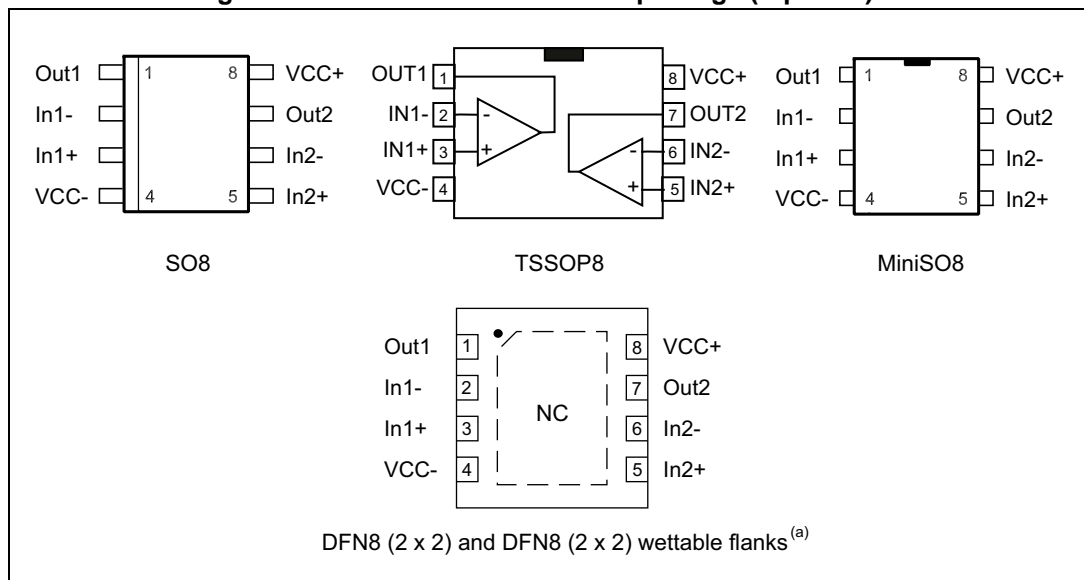 Out1 1 8 VCC+
In1- Out2
In1+ In2-
VCC- 4 5 In2+
SO8
OUT1 1 8 VCC+
IN1- 2 - 7 OUT2
IN1+ 3 + - 6 IN2-
VCC- 4 + 5 IN2+
TSSOP8
Out1 1 8 VCC+
In1- Out2
In1+ In2-
VCC- 4 5 In2+
MiniSO8
Out1 1 8 VCC+
In1- 2 7 Out2
NC
In1+ 3 6 In2-
VCC- 4 5 In2+
DFN8 (2 x 2) and DFN8 (2 x 2) wettable flanks(a)